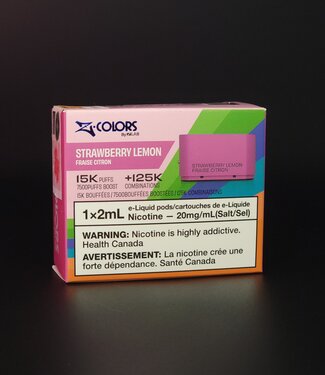 COLORS
STRAWBERRY LEMON
FRAISE CITRON
15K PUFFS +125K
7500PUFFS BOOST COMBINATIONS
15K BOUFFÉES / 7500BOUFFÉES BOOSTÉES /
STRAWBERRY LEMON
FRAISE CITRON
1×2mL
e-Liquid pods/cartouches de e-Liquide
Nicotine — 20mg/mL(Salt/Sel)
WARNING: Nicotine is highly addictive.
Health Canada
AVERTISSEMENT: La nicotine crée une
forte dépendance. Santé Canada